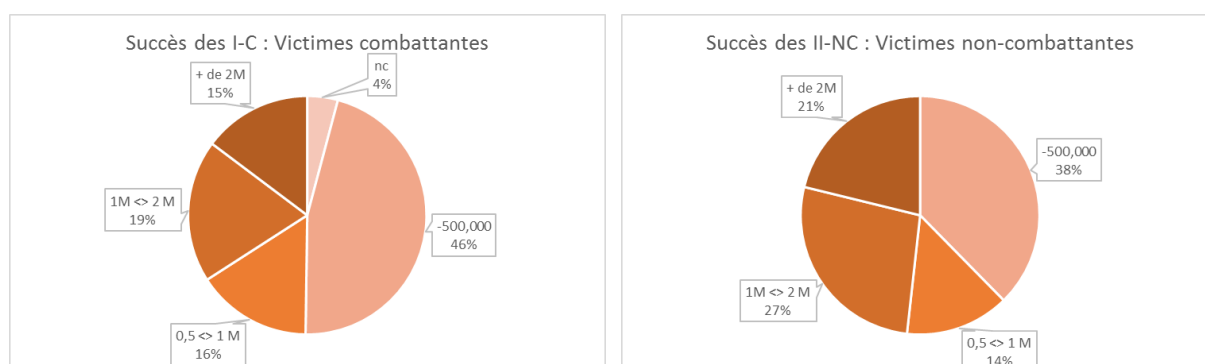 Succès des I-C : Victimes combattantes
nc
4%
+ de 2M
15%
1M <> 2 M
19%
-500,000
46%
0,5 <> 1 M
16%
Succès des II-NC : Victimes non-combattantes
+ de 2M
21%
-500,000
38%
1M <> 2 M
27%
0,5 <> 1 M
14%